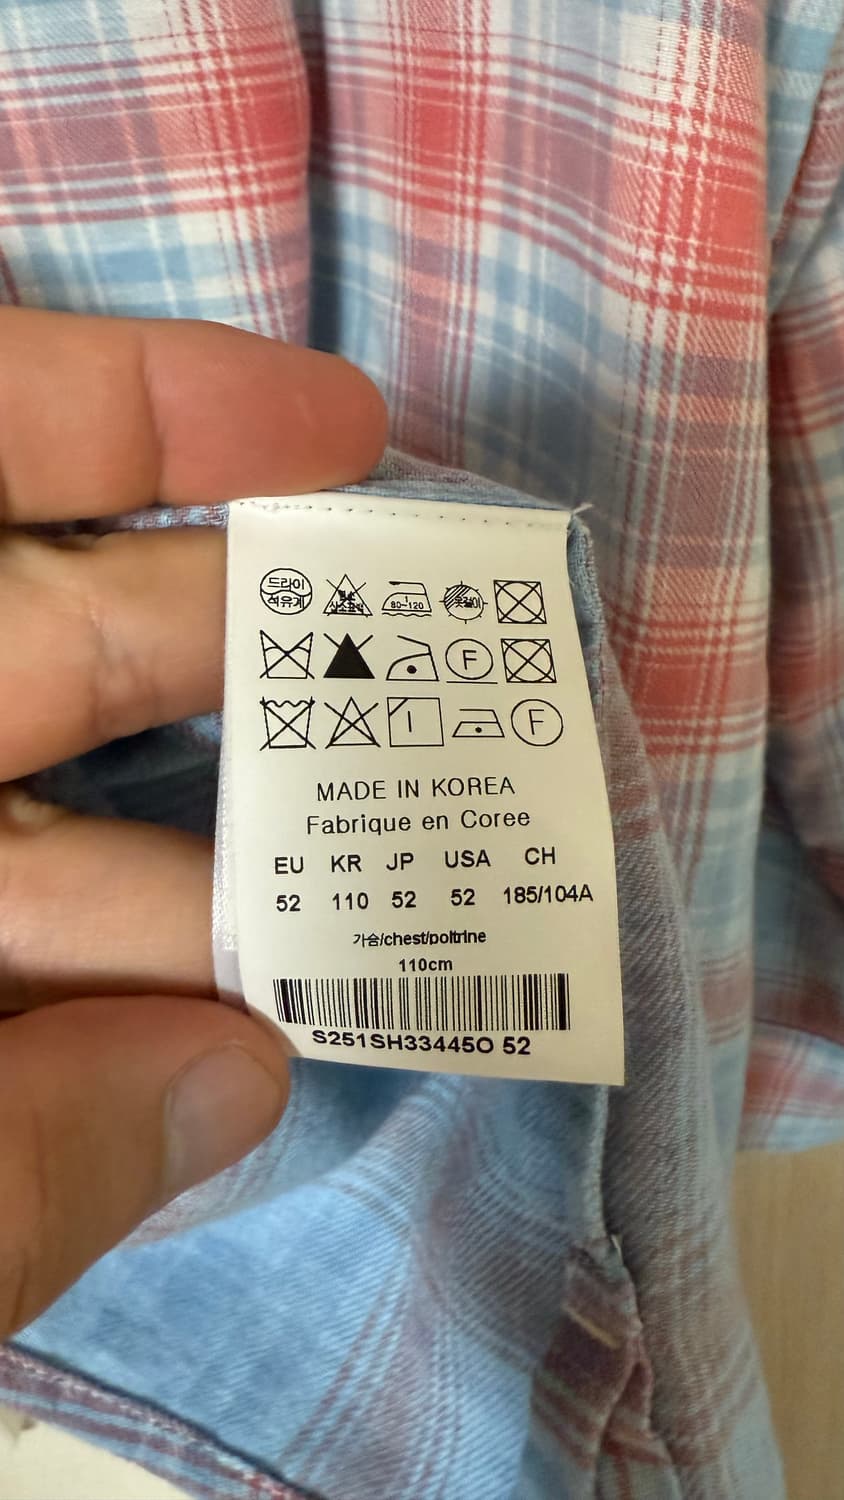 드라이
석유계
80~120
F
F
MADE IN KOREA
Fabrique en Coree
EU KR JP USA CH
52 110 52 52 185/104A
가슴/chest/poltrine
110cm
S251SH33445O 52